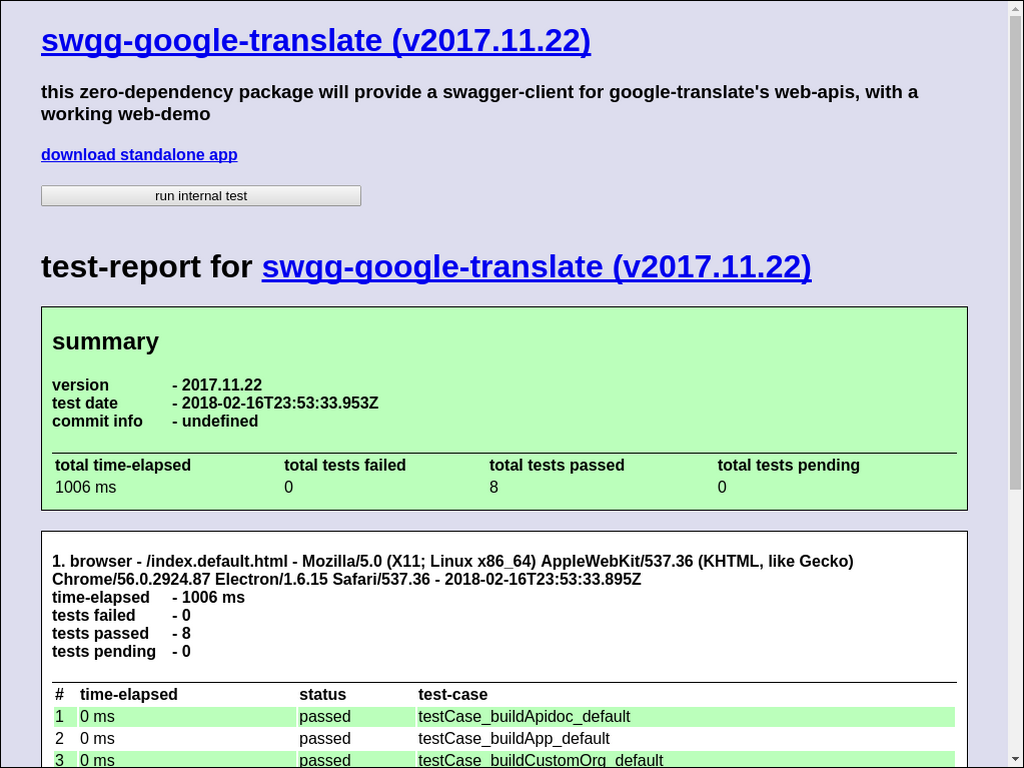 swgg-google-translate (v2017.11.22)
this zero-dependency package will provide a swagger-client for google-translate's web-apis, with a
working web-demo
download standalone app
run internal test
test-report for swgg-google-translate (v2017.11.22)
summary
version - 2017.11.22
test date - 2018-02-16T23:53:33.953Z
commit info - undefined
total time-elapsed total tests failed total tests passed total tests pending
1006 ms 0 8 0
1. browser - /index.default.html - Mozilla/5.0 (X11; Linux x86_64) AppleWebKit/537.36 (KHTML, like Gecko)
Chrome/56.0.2924.87 Electron/1.6.15 Safari/537.36 - 2018-02-16T23:53:33.895Z
time-elapsed - 1006 ms
tests failed - 0
tests passed - 8
tests pending - 0
# time-elapsed status test-case
1 0 ms passed testCase_buildApidoc_default
2 0 ms passed testCase_buildApp_default
3 0 ms passed testCase_buildCustomOrg_default